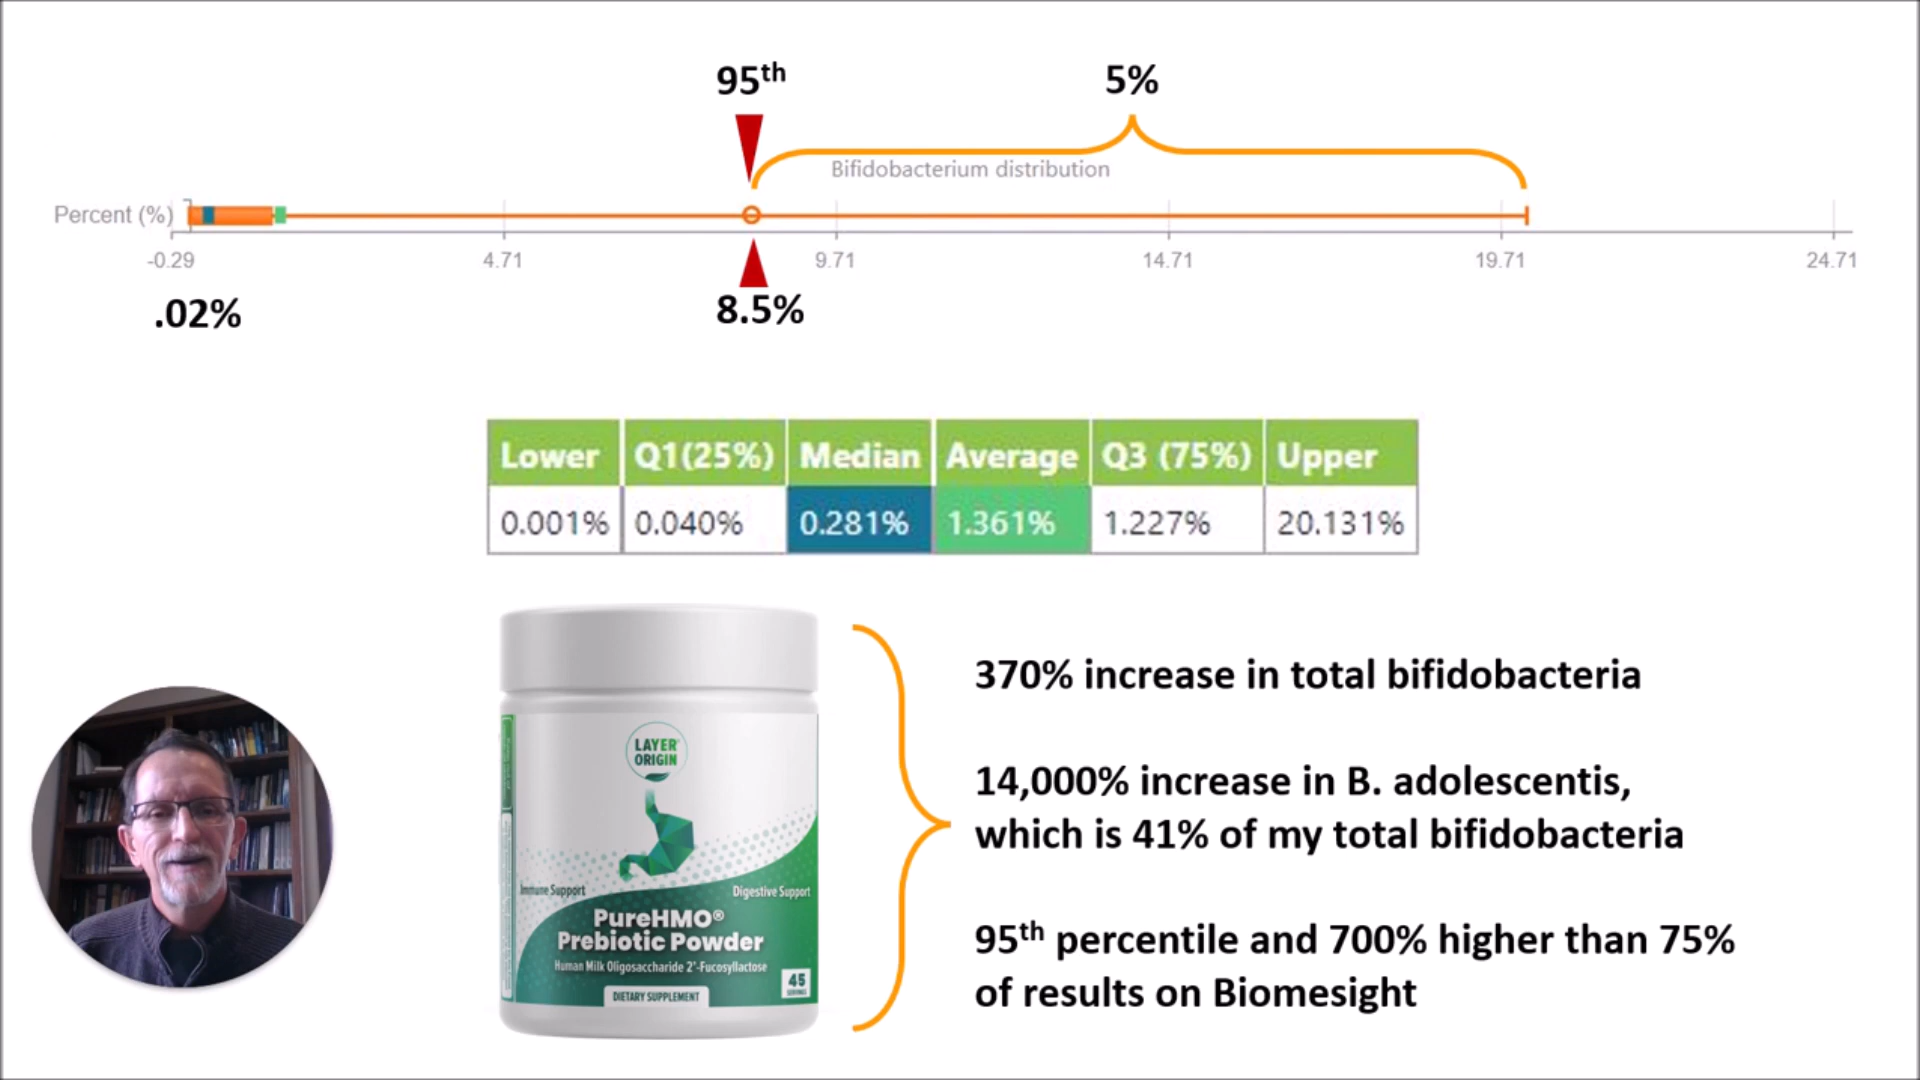 95th
5%
Bifidobacterium distribution
Percent (%)
-0.29
4.71
9.71
14.71
19.71
24.71
.02%
8.5%
Lower Q1(25%) Median Average Q3 (75%) Upper
0.001% 0.040% 0.281% 1.361% 1.227% 20.131%
LAYER
ORIGIN
Immune Support
Digestive Support
PureHMO®
Prebiotic Powder
Human Milk Oligosaccharide 2'-Fucosyllactose
45
SERVINGS
DIETARY SUPPLEMENT
370% increase in total bifidobacteria
14,000% increase in B. adolescentis,
which is 41% of my total bifidobacteria
95th percentile and 700% higher than 75%
of results on Biomesight